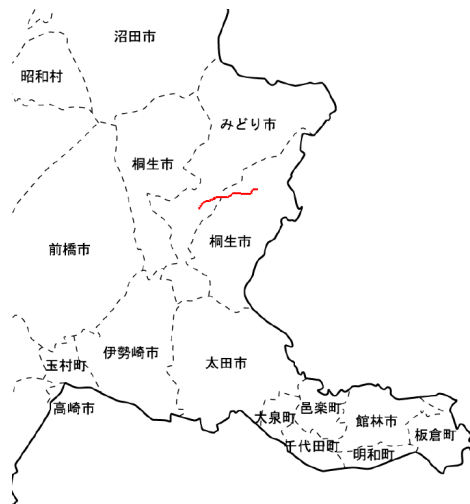 沼田市
昭和村
みどり市
桐生市
前橋市
桐生市
玉村町
伊勢崎市
太田市
高崎市
大泉町
邑楽町
館林市
板倉町
千代田町
明和町